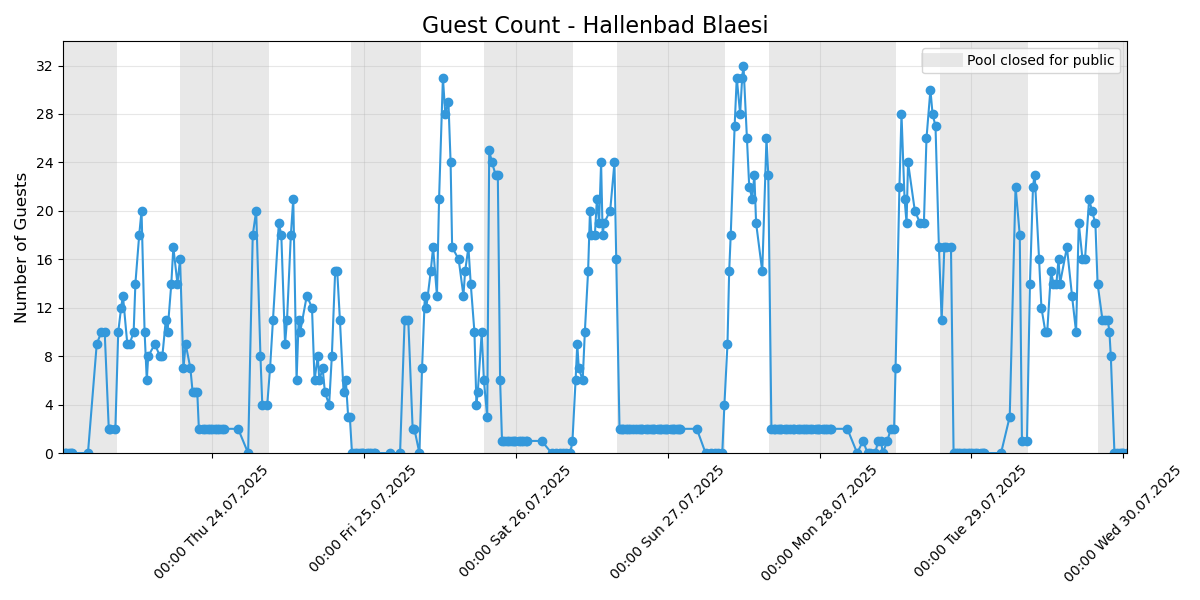 Guest Count - Hallenbad Blaesi
Pool closed for public
Number of Guests
32
28
24
20
16
12
8
4
0
00:00 Thu 24.07.2025
00:00 Fri 25.07.2025
00:00 Sat 26.07.2025
00:00 Sun 27.07.2025
00:00 Mon 28.07.2025
00:00 Tue 29.07.2025
00:00 Wed 30.07.2025